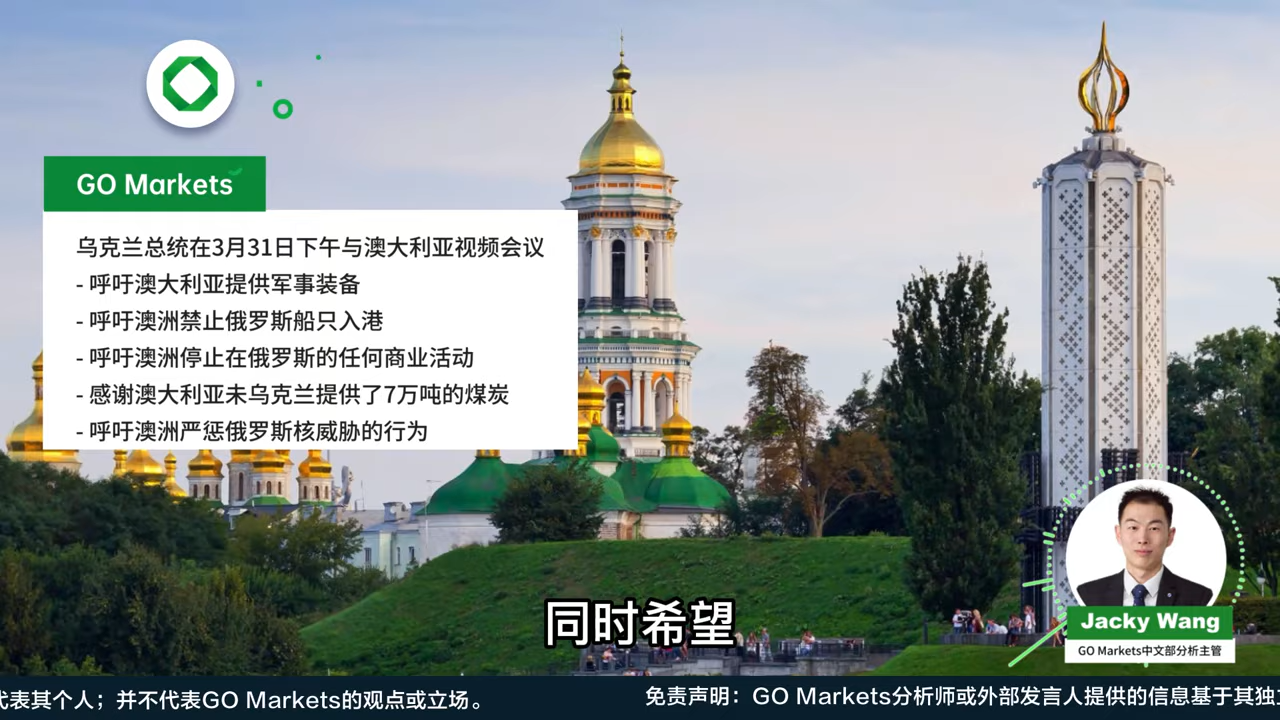 GO Markets
乌克兰总统在3月31日下午与澳大利亚视频会议
- 呼吁澳大利亚提供军事装备
- 呼吁澳洲禁止俄罗斯船只入港
- 呼吁澳洲停止在俄罗斯的任何商业活动
- 感谢澳大利亚未乌克兰提供了7万吨的煤炭
- 呼吁澳洲严惩俄罗斯核威胁的行为
同时希望
Jacky Wang
GO Markets中文部分析主管
代表其个人；并不代表GO Markets的观点或立场。
免责声明：GO Markets分析师或外部发言人提供的信息基于其独